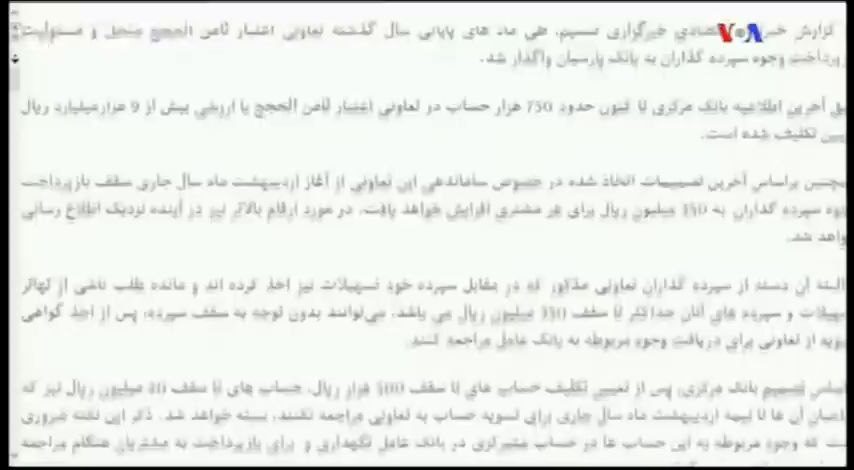 گزارش خبرگزاری تسنیم، طی ماه های پایانی سال گذشته تعاونی اعتبار ثامن الحجج منحل و مسئولیت
پرداخت وجوه سپرده گذاران به بانک پارسیان واگذار شد.
آخرین اطلاعیه بانک مرکزی تا کنون حدود 750 هزار حساب در تعاونی اعتبار ثامن الحجج با ارزشی بیش از 9 هزارمیلیارد ریال
تکلیف شده است.
براساس آخرین تصمیمات اتخاذ شده در خصوص ساماندهی این تعاونی از آغاز اردیبهشت ماه سال جاری سقف بازپرداخت
سپرده گذاران به 350 میلیون ریال برای هر مشتری افزایش خواهد یافت. در مورد ارقام بالاتر نیز در آینده نزدیک اطلاع رسانی
شد.
البته آن دسته از سپرده گذاران تعاونی مذکور که در مقابل سپرده خود تسهیلات نیز اخذ کرده اند و مانده طلب ناشی از تهاتر
و سپرده های آنان حداکثر تا سقف 350 میلیون ریال می باشد، می‌توانند بدون توجه به سقف سپرده، پس از اخذ گواهی
از تعاونی برای دریافت وجوه مربوطه به بانک عامل مراجعه کنند.
تصمیم بانک مرکزی، پس از تعیین تکلیف حساب های تا سقف 100 هزار ریال، حساب های تا سقف 20 میلیون ریال نیز که
آن ها تا نیمه اردیبهشت ماه سال جاری برای تسویه حساب به تعاونی مراجعه نکنند، بسته خواهد شد. ذکر این نکته ضروری
که وجوه مربوطه به این حساب ها در حساب متمرکزی در بانک عامل نگهداری و برای بازپرداخت به مشتریان هنگام مراجعه